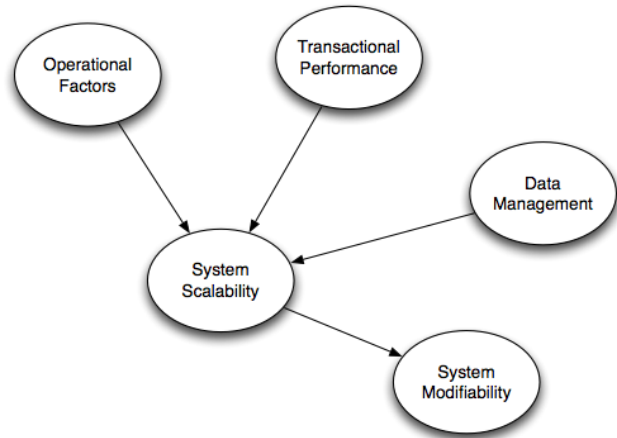 Operational
Factors
Transactional
Performance
Data
Management
System
Scalability
System
Modifiability